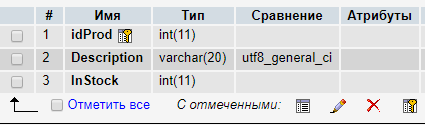 # Имя Тип Сравнение Атрибуты
1 idProd int(11)
2 Description varchar(20) utf8_general_ci
3 InStock int(11)
Отметить все С отмеченными: